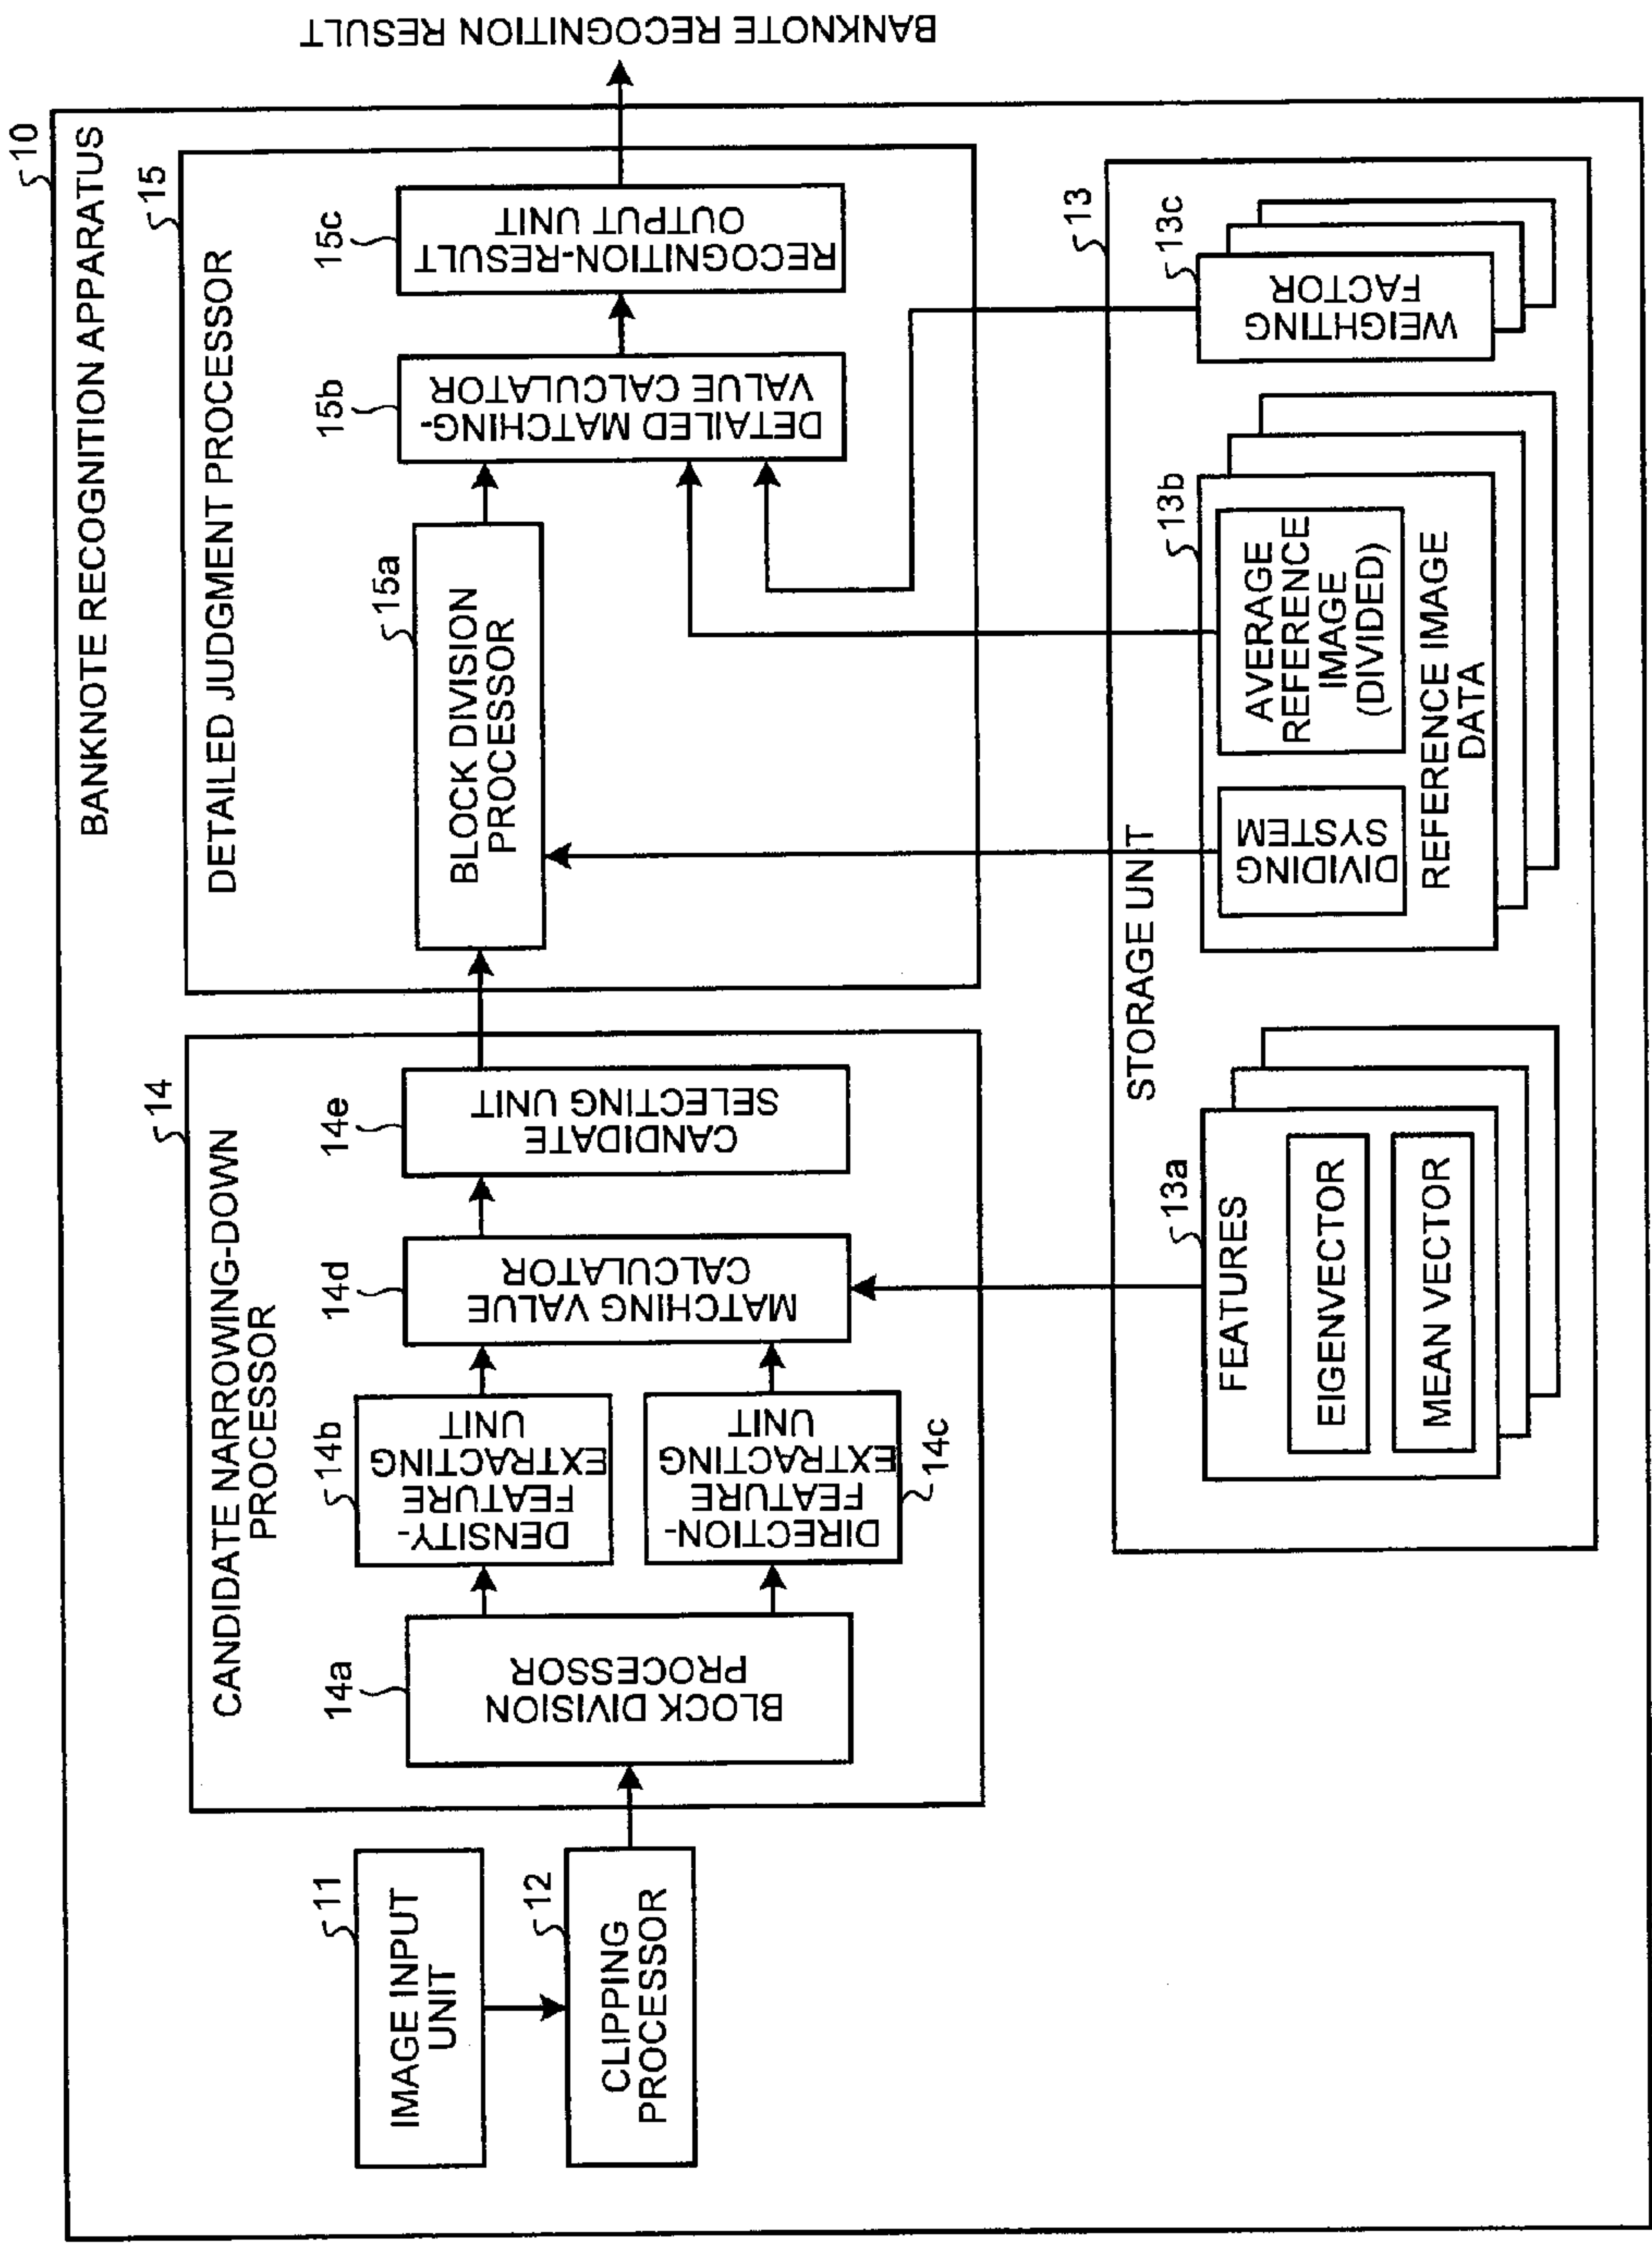 10
BANKNOTE RECOGNITION APPARATUS
11
IMAGE INPUT
UNIT
12
CLIPPING
PROCESSOR
14
CANDIDATE NARROWING-DOWN
PROCESSOR
14a
BLOCK DIVISION
PROCESSOR
14b
DENSITY-
FEATURE
EXTRACTING
UNIT
DIRECTION-
FEATURE
EXTRACTING
UNIT
14c
14d
MATCHING VALUE
CALCULATOR
14e
CANDIDATE
SELECTING UNIT
15
DETAILED JUDGMENT PROCESSOR
15a
BLOCK DIVISION
PROCESSOR
15b
DETAILED MATCHING-
VALUE CALCULATOR
15c
RECOGNITION-RESULT
OUTPUT UNIT
BANKNOTE RECOGNITION RESULT
13
STORAGE UNIT
13a
FEATURES
EIGENVECTOR
MEAN VECTOR
13b
DIVIDING
SYSTEM
AVERAGE
REFERENCE
IMAGE
(DIVIDED)
REFERENCE IMAGE
DATA
13c
WEIGHTING
FACTOR